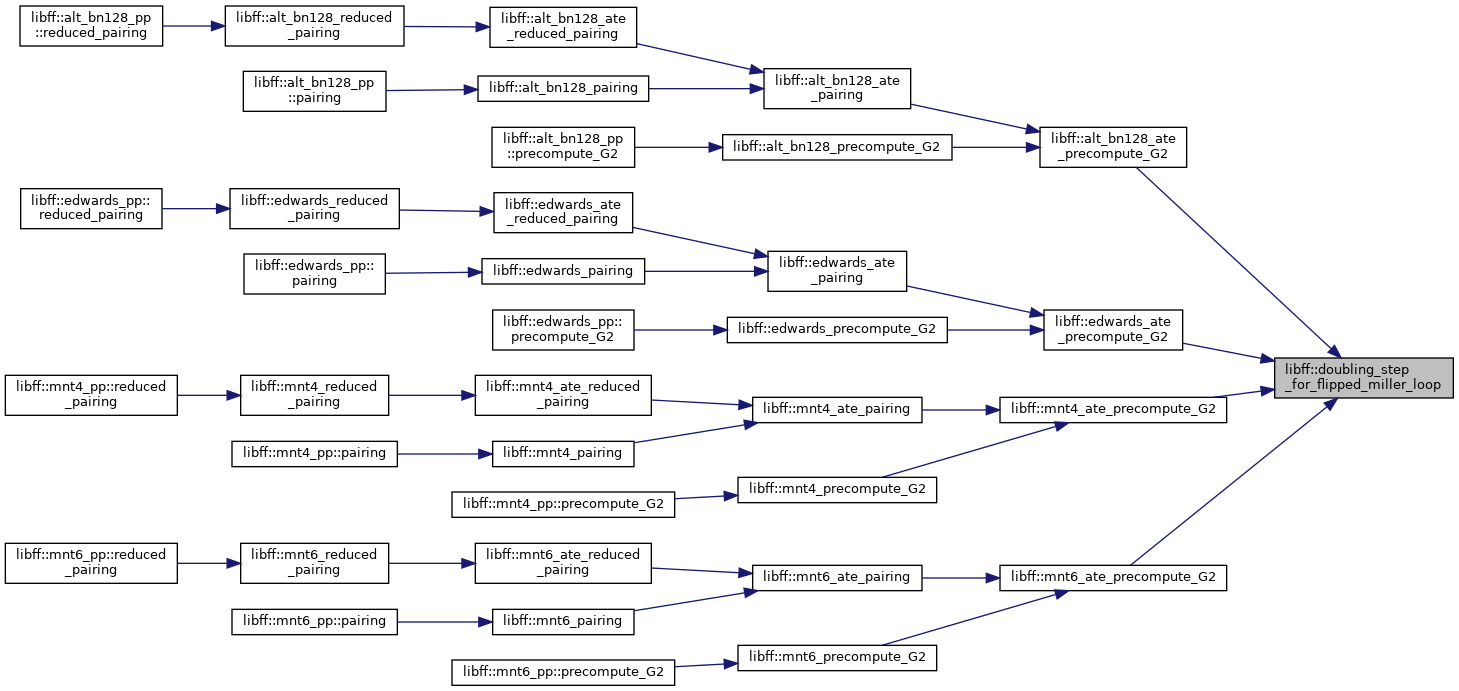 libff::alt_bn128_pp
::reduced_pairing
libff::alt_bn128_reduced
_pairing
libff::alt_bn128_ate
_reduced_pairing
libff::alt_bn128_pp
::pairing
libff::alt_bn128_pairing
libff::alt_bn128_ate
_pairing
libff::alt_bn128_pp
::precompute_G2
libff::alt_bn128_precompute_G2
libff::alt_bn128_ate
_precompute_G2
libff::edwards_pp::
reduced_pairing
libff::edwards_reduced
_pairing
libff::edwards_ate
_reduced_pairing
libff::edwards_pp::
pairing
libff::edwards_pairing
libff::edwards_ate
_pairing
libff::edwards_pp::
precompute_G2
libff::edwards_precompute_G2
libff::edwards_ate
_precompute_G2
libff::doubling_step
_for_flipped_miller_loop
libff::mnt4_pp::reduced
_pairing
libff::mnt4_reduced
_pairing
libff::mnt4_ate_reduced
_pairing
libff::mnt4_ate_pairing
libff::mnt4_ate_precompute_G2
libff::mnt4_pp::pairing
libff::mnt4_pairing
libff::mnt4_pp::precompute_G2
libff::mnt4_precompute_G2
libff::mnt6_pp::reduced
_pairing
libff::mnt6_reduced
_pairing
libff::mnt6_ate_reduced
_pairing
libff::mnt6_ate_pairing
libff::mnt6_ate_precompute_G2
libff::mnt6_pp::pairing
libff::mnt6_pairing
libff::mnt6_pp::precompute_G2
libff::mnt6_precompute_G2